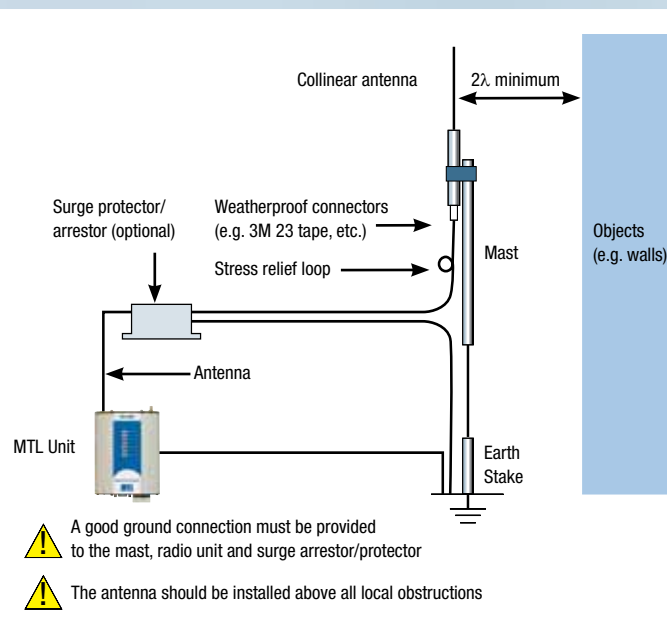 Collinear antenna
2λ minimum
Surge protector/
arrestor (optional)
Weatherproof connectors
(e.g. 3M 23 tape, etc.)
Stress relief loop
Mast
Objects
(e.g. walls)
Antenna
MTL Unit
Earth
Stake
! A good ground connection must be provided
to the mast, radio unit and surge arrestor/protector
! The antenna should be installed above all local obstructions